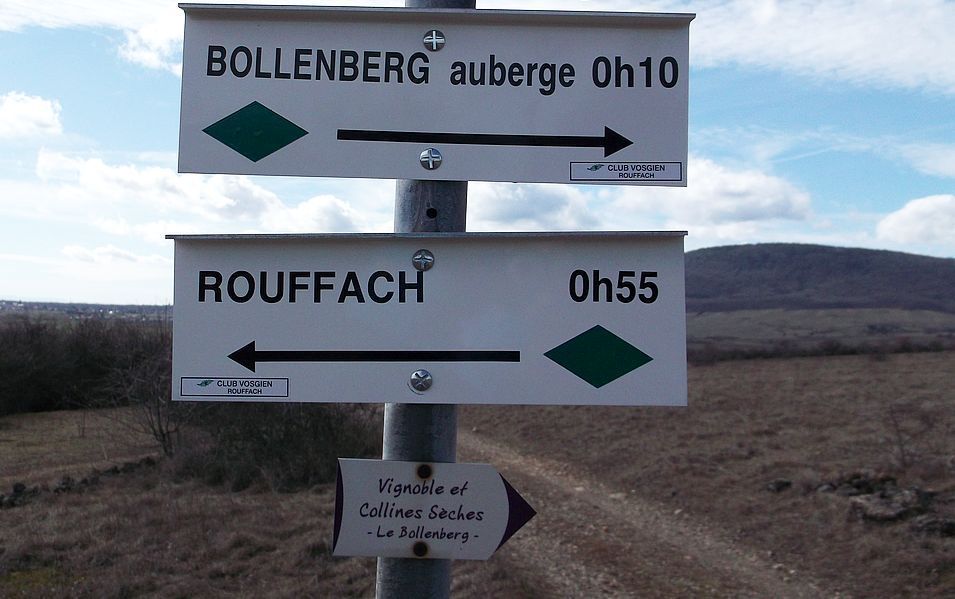 BOLLENBERG auberge 0h10
CLUB VOSGIEN
ROUFFACH
ROUFFACH 0h55
CLUB VOSGIEN
ROUFFACH
Vignoble et
Collines Sèches
- Le Bollenberg -